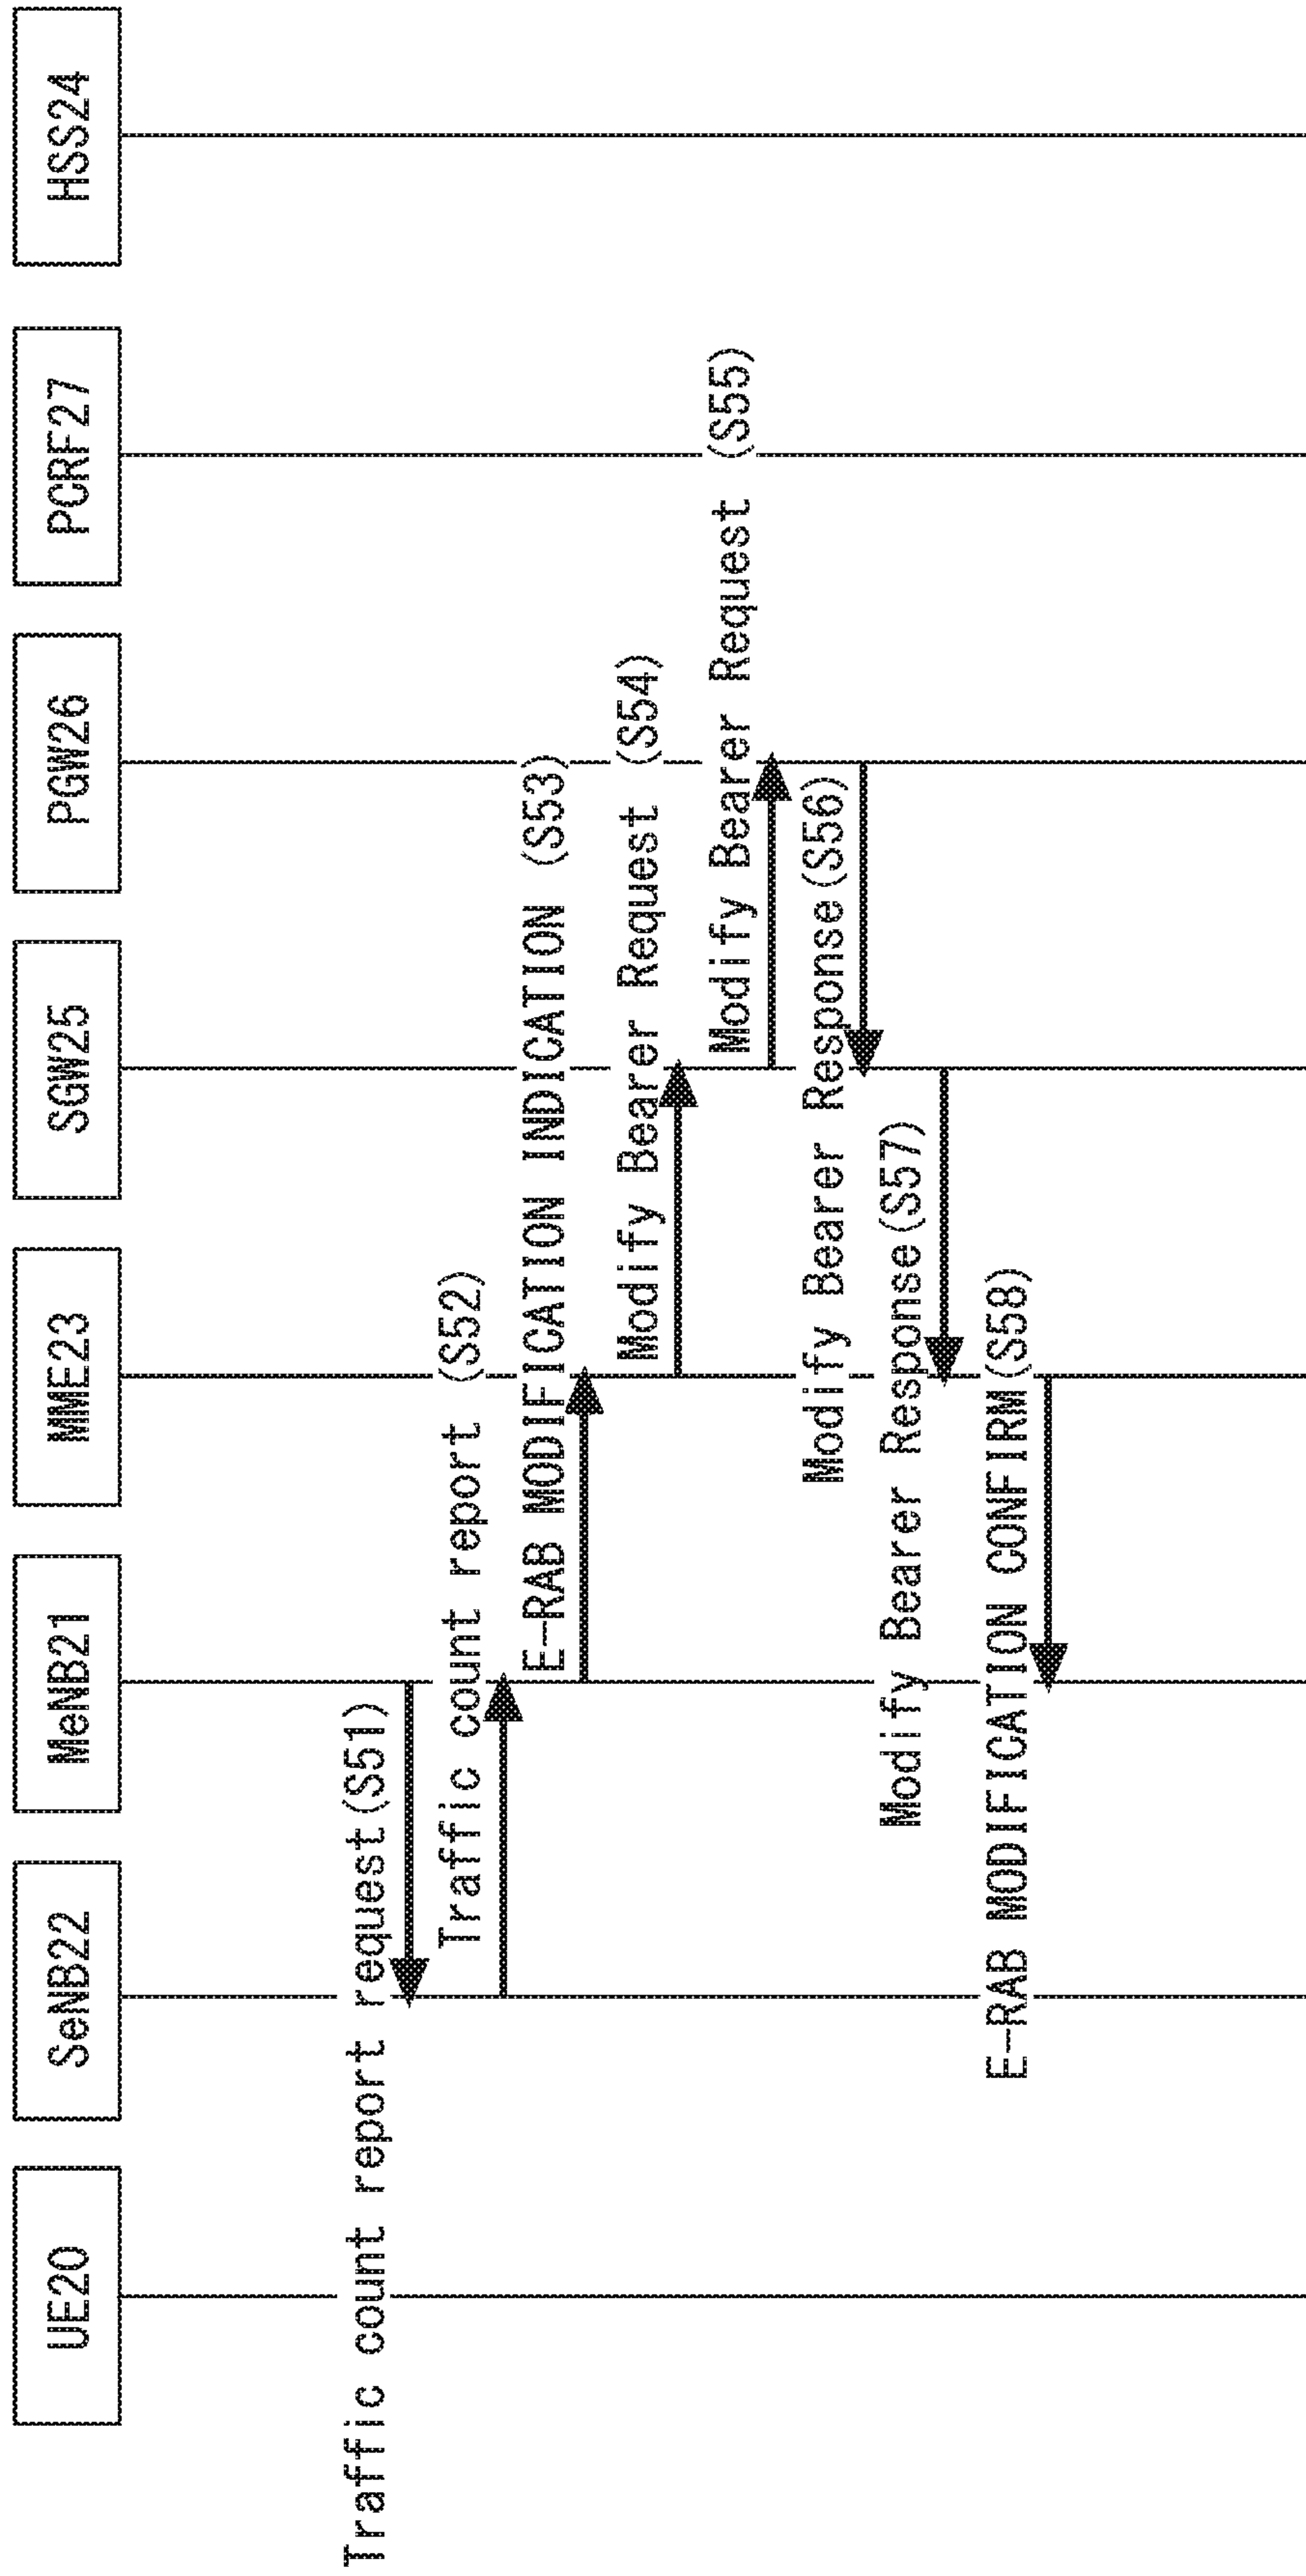 UE20
SeNB22
MeNB21
MME23
SGW25
PGW26
PCRF27
HSS24
Traffic count report request(S51)
Traffic count report (S52)
E-RAB MODIFICATION INDICATION (S53)
Modify Bearer Request (S54)
Modify Bearer Request (S55)
Modify Bearer Response(S56)
Modify Bearer Response(S57)
E-RAB MODIFICATION CONFIRM(S58)